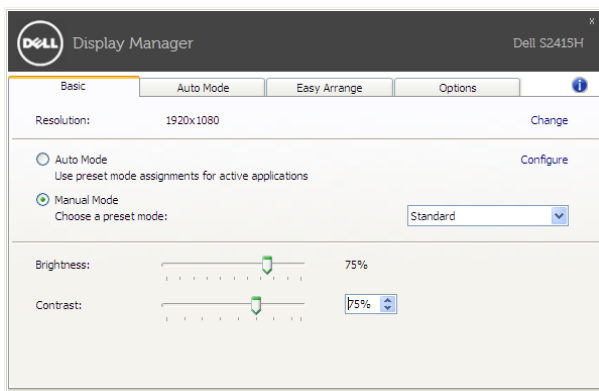 DELL Display Manager Dell S2415H
x
Basic Auto Mode Easy Arrange Options i
Resolution: 1920x1080 Change
Auto Mode Configure
Use preset mode assignments for active applications
Manual Mode
Choose a preset mode: Standard
Brightness: 75%
Contrast: 75%